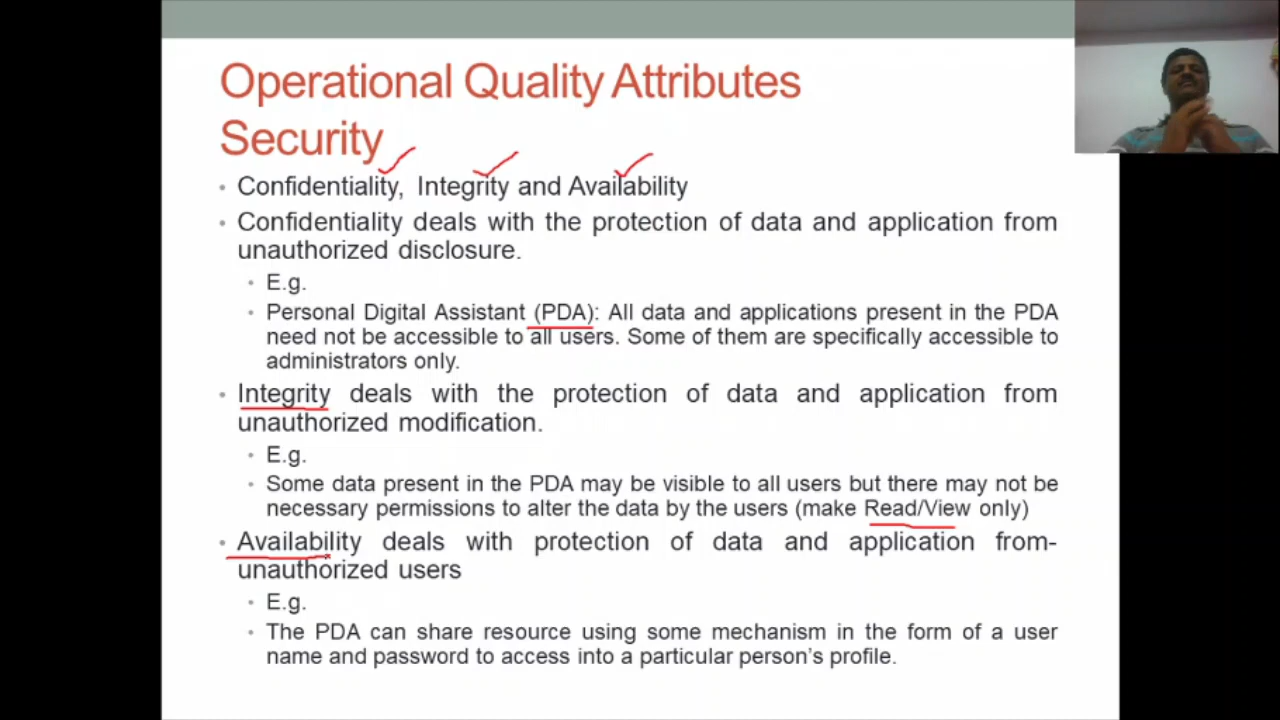 Operational Quality Attributes
Security
• Confidentiality, Integrity and Availability
• Confidentiality deals with the protection of data and application from
unauthorized disclosure.
• E.g.
• Personal Digital Assistant (PDA): All data and applications present in the PDA
need not be accessible to all users. Some of them are specifically accessible to
administrators only.
• Integrity deals with the protection of data and application from
unauthorized modification.
• E.g.
• Some data present in the PDA may be visible to all users but there may not be
necessary permissions to alter the data by the users (make Read/View only)
• Availability deals with protection of data and application from-
unauthorized users
• E.g.
• The PDA can share resource using some mechanism in the form of a user
name and password to access into a particular person's profile.